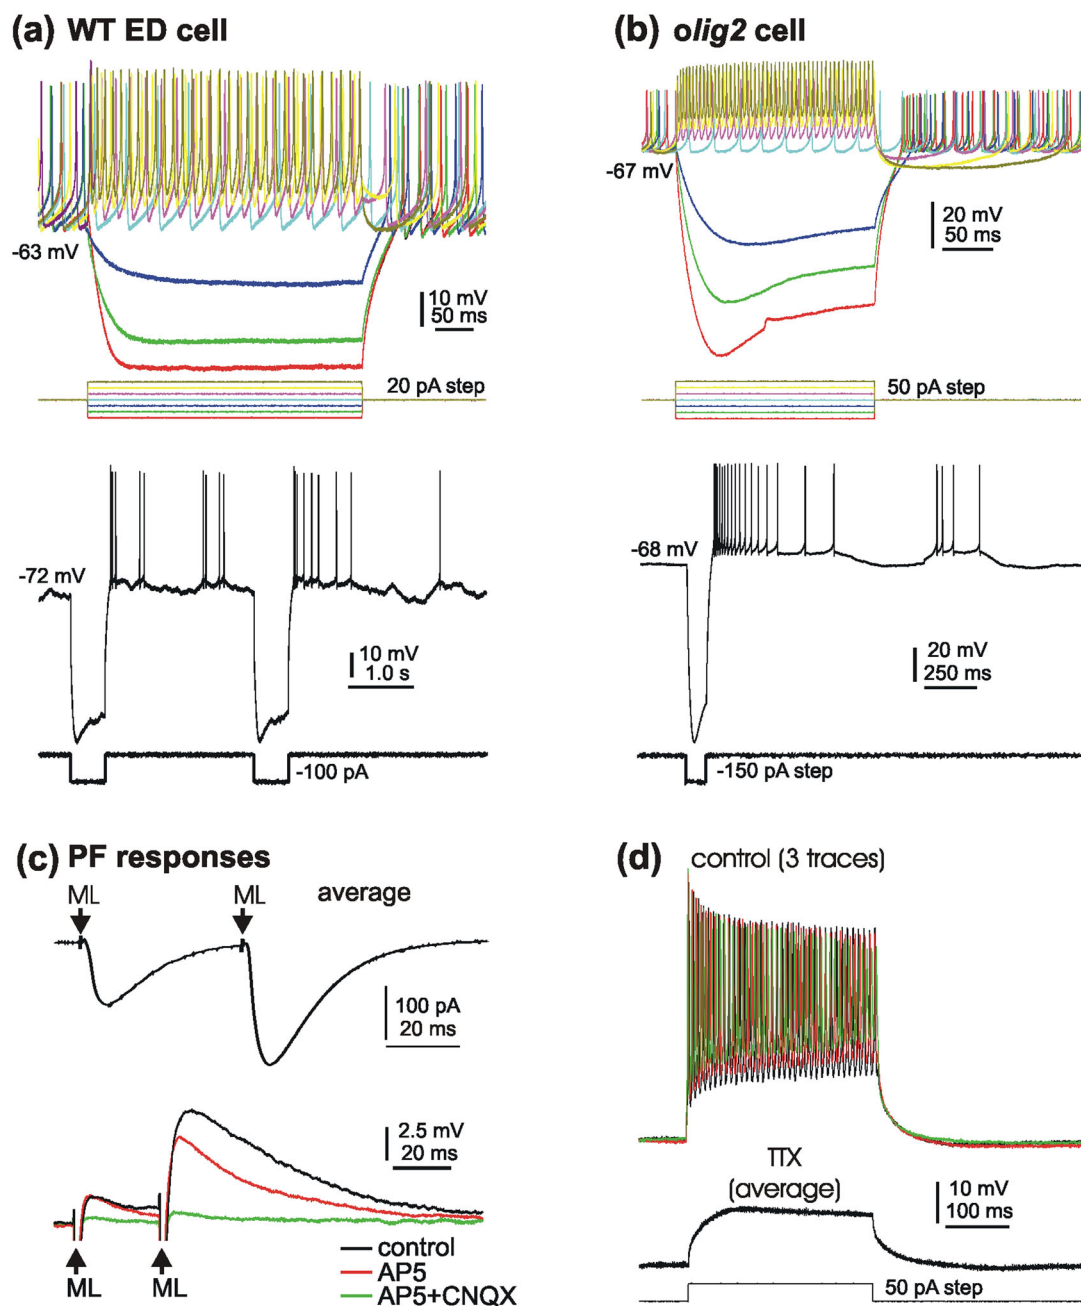 (a) WT ED cell
-63 mV
10 mV
50 ms
20 pA step
-72 mV
10 mV
1.0 s
-100 pA
(b) olig2 cell
-67 mV
20 mV
50 ms
50 pA step
-68 mV
20 mV
250 ms
-150 pA step
(c) PF responses
ML
ML
average
100 pA
20 ms
2.5 mV
20 ms
ML
ML
control
AP5
AP5+CNQX
(d) control (3 traces)
TTX
(average)
10 mV
100 ms
50 pA step